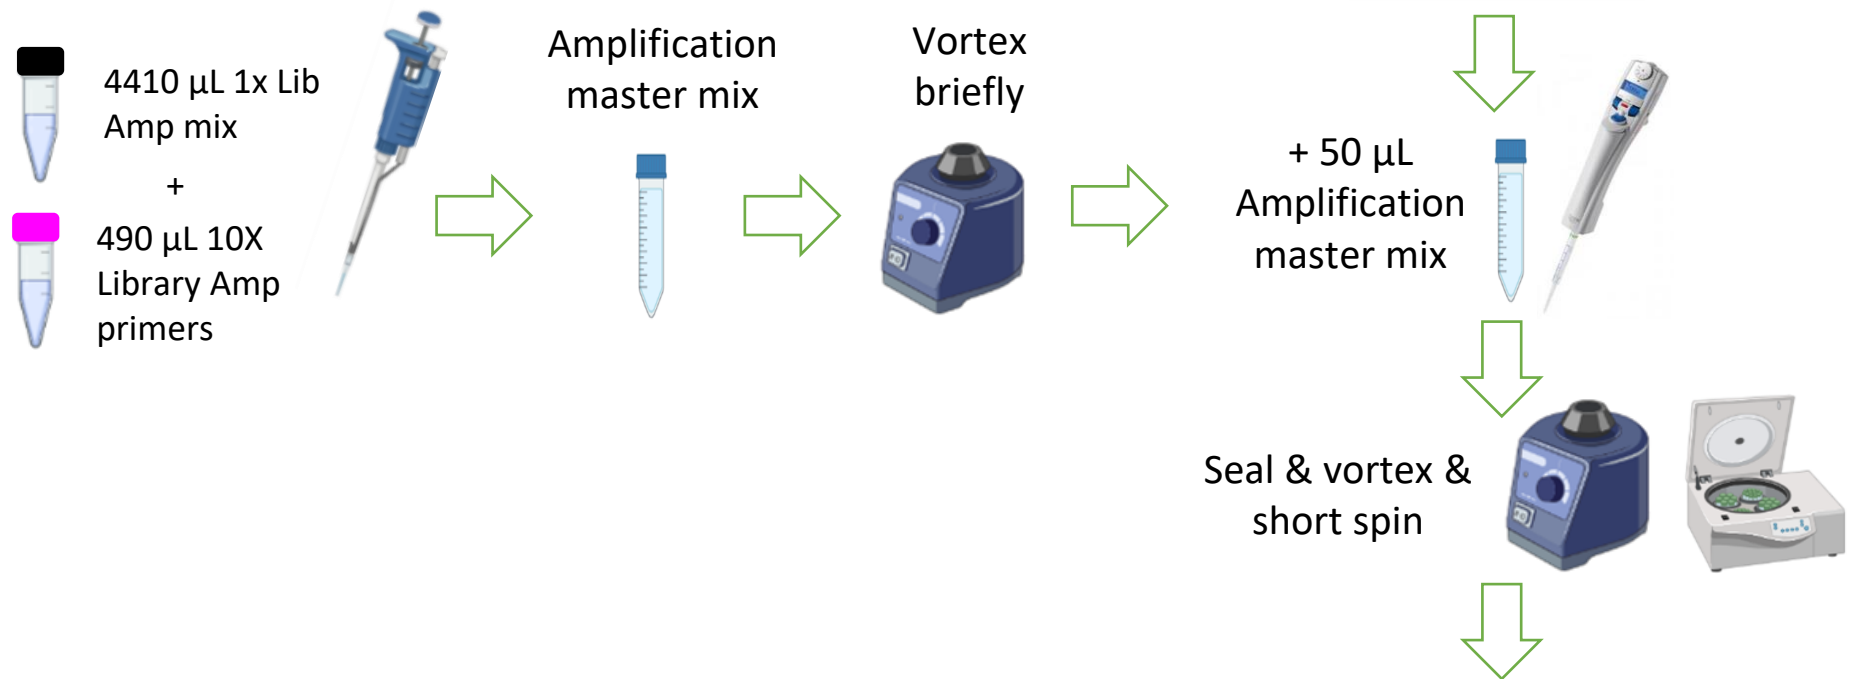 4410 µL 1x Lib
Amp mix
+
490 µL 10X
Library Amp
primers
Amplification
master mix
Vortex
briefly
+ 50 µL
Amplification
master mix
Seal & vortex &
short spin